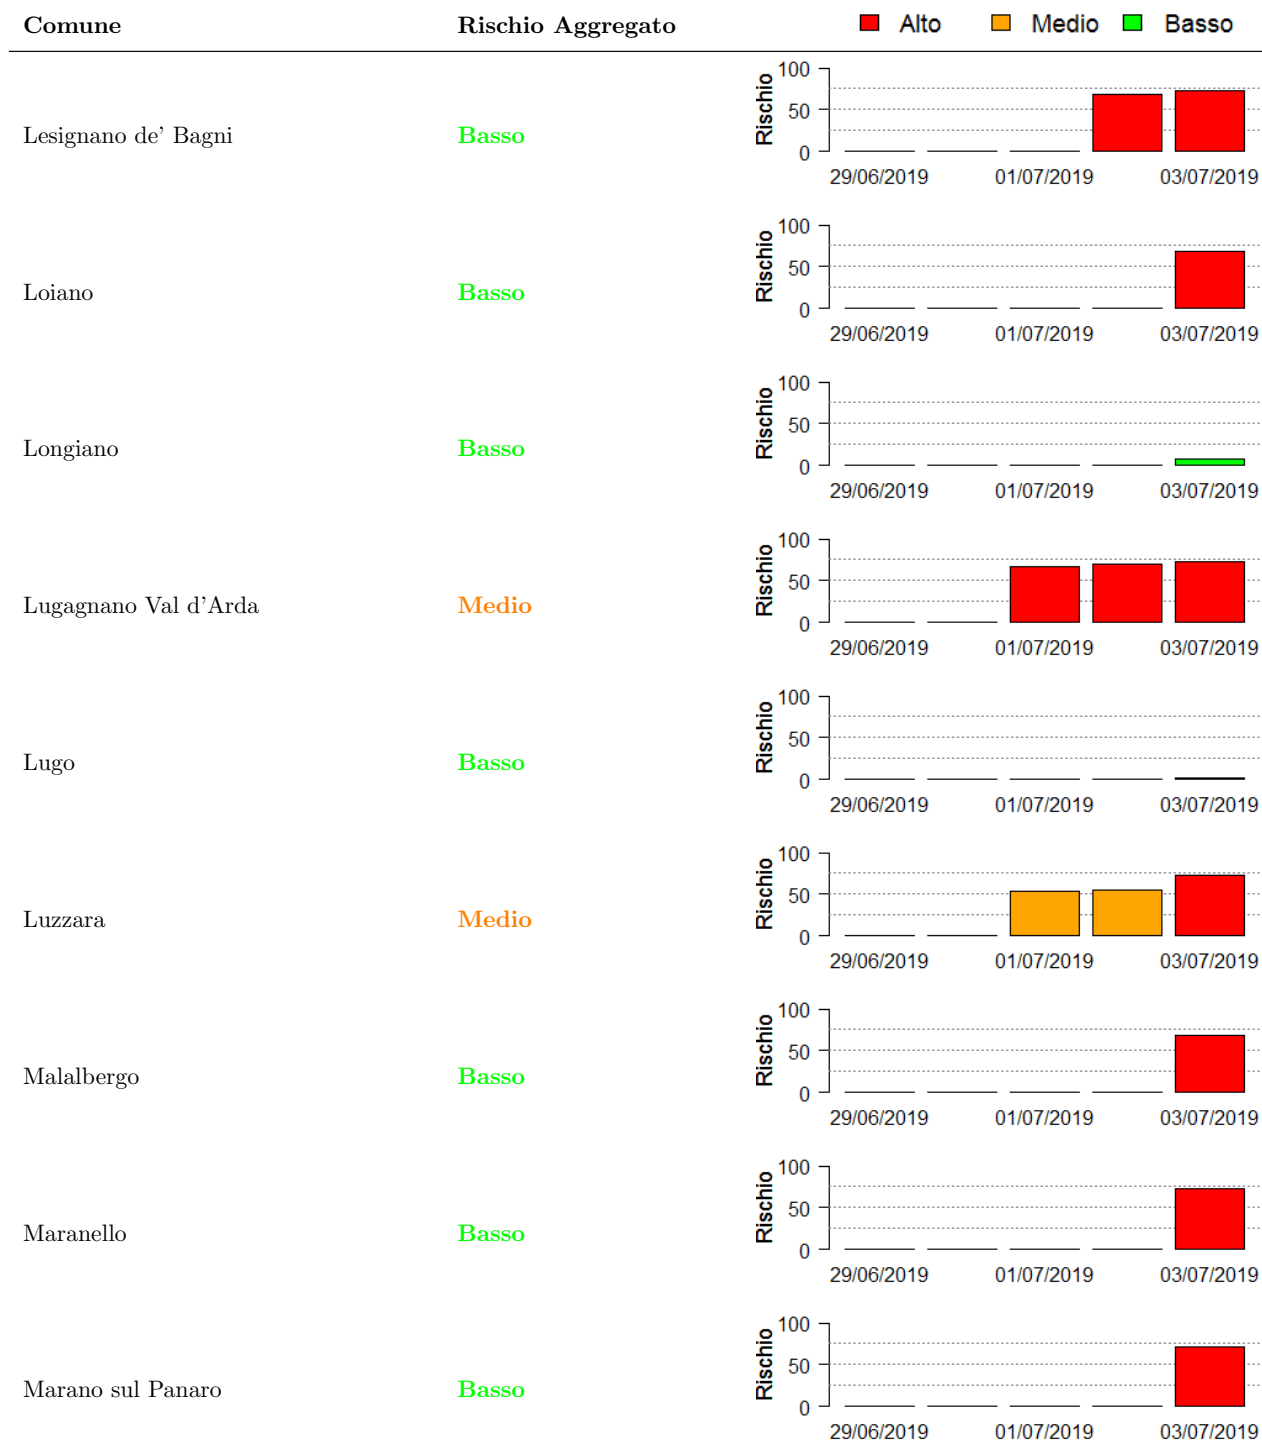 Comune Rischio Aggregato Alto Medio Basso
Lesignano de' Bagni Basso Rischio 100 50 0
29/06/2019 01/07/2019 03/07/2019
Loiano Basso Rischio 100 50 0
29/06/2019 01/07/2019 03/07/2019
Longiano Basso Rischio 100 50 0
29/06/2019 01/07/2019 03/07/2019
Lugagnano Val d'Arda Medio Rischio 100 50 0
29/06/2019 01/07/2019 03/07/2019
Lugo Basso Rischio 100 50 0
29/06/2019 01/07/2019 03/07/2019
Luzzara Medio Rischio 100 50 0
29/06/2019 01/07/2019 03/07/2019
Malalbergo Basso Rischio 100 50 0
29/06/2019 01/07/2019 03/07/2019
Maranello Basso Rischio 100 50 0
29/06/2019 01/07/2019 03/07/2019
Marano sul Panaro Basso Rischio 100 50 0
29/06/2019 01/07/2019 03/07/2019